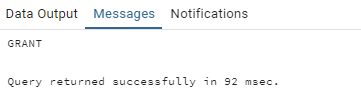 Data Output Messages Notifications
GRANT
Query returned successfully in 92 msec.